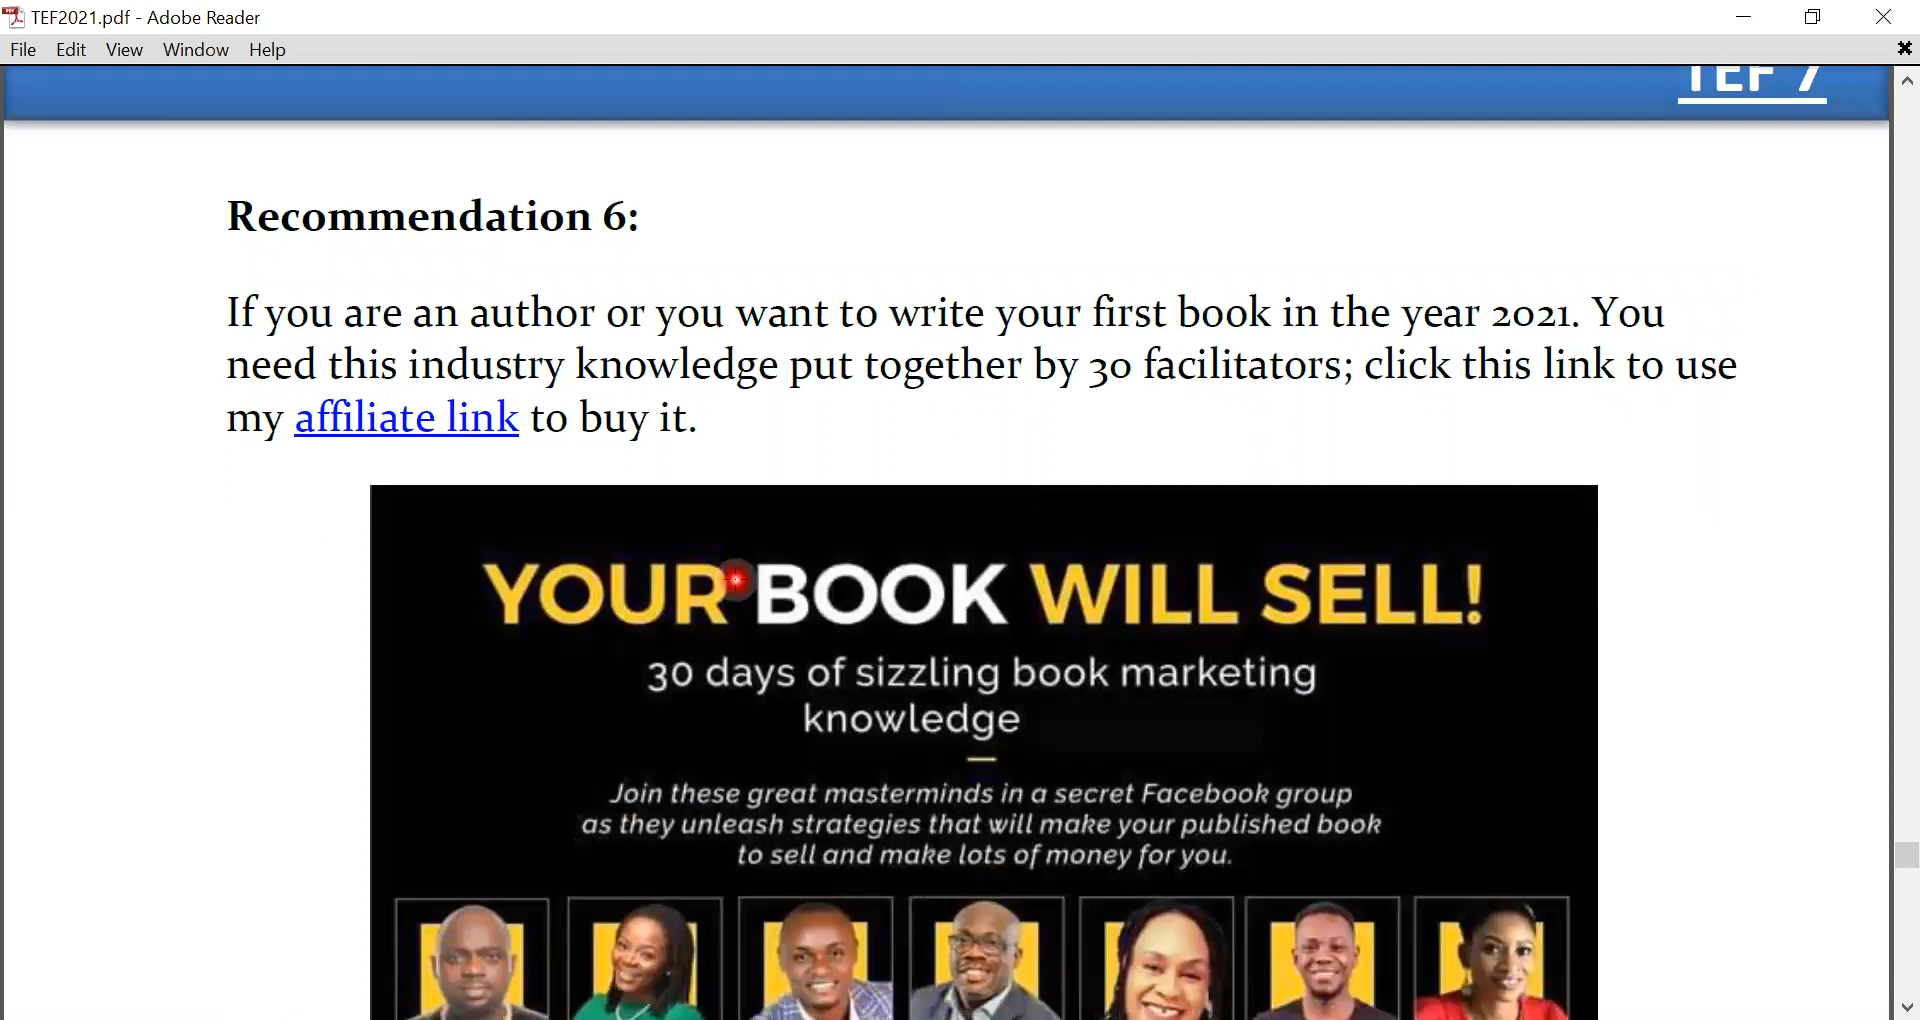 TEF2021.pdf - Adobe Reader
File Edit View Window Help
TEF 7
Recommendation 6:
If you are an author or you want to write your first book in the year 2021. You
need this industry knowledge put together by 30 facilitators; click this link to use
my affiliate link to buy it.
YOUR BOOK WILL SELL!
30 days of sizzling book marketing
knowledge
Join these great masterminds in a secret Facebook group
as they unleash strategies that will make your published book
to sell and make lots of money for you.